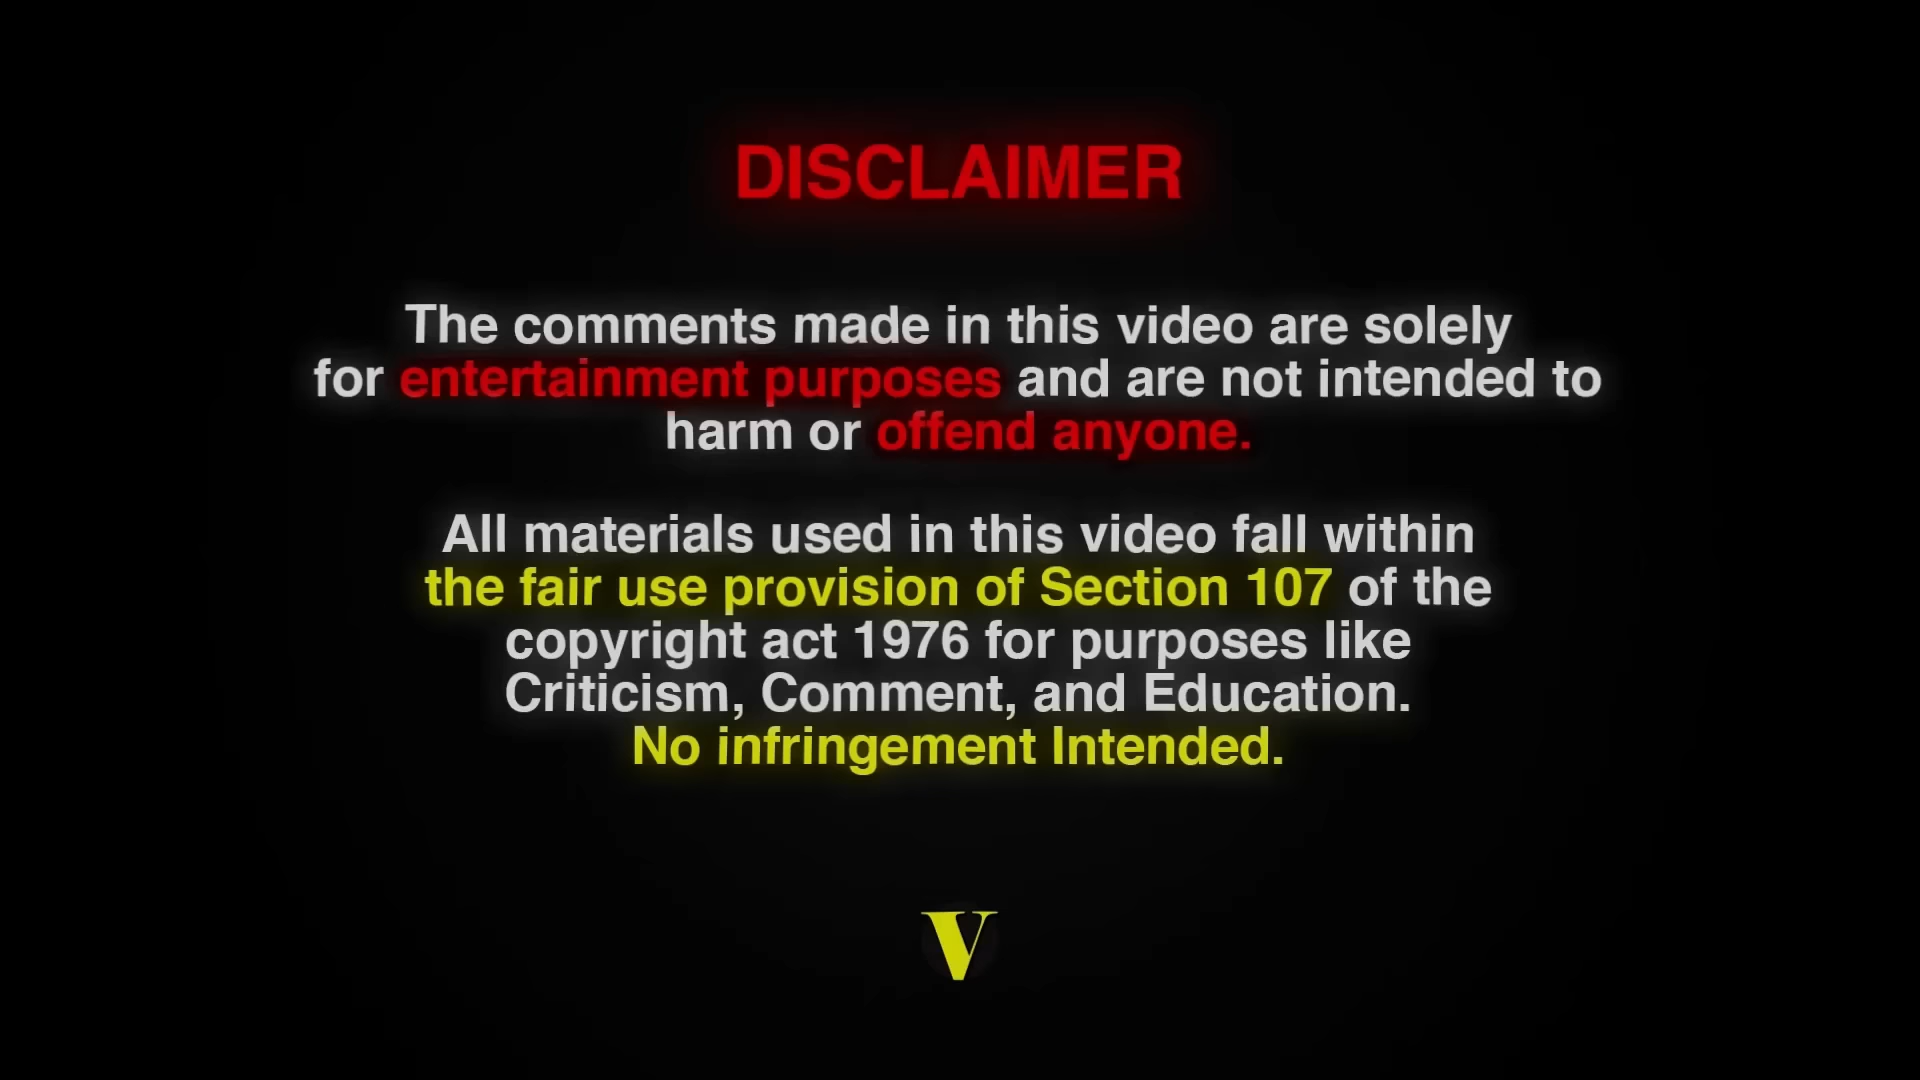 DISCLAIMER
The comments made in this video are solely
for entertainment purposes and are not intended to
harm or offend anyone.
All materials used in this video fall within
the fair use provision of Section 107 of the
copyright act 1976 for purposes like
Criticism, Comment, and Education.
No infringement Intended.
V